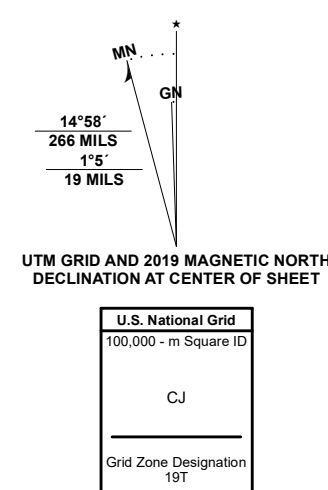 ★
MN
GN
14°58´
266 MILS
1°5´
19 MILS
UTM GRID AND 2019 MAGNETIC NORTH
DECLINATION AT CENTER OF SHEET
U.S. National Grid
100,000 - m Square ID
CJ
Grid Zone Designation
19T